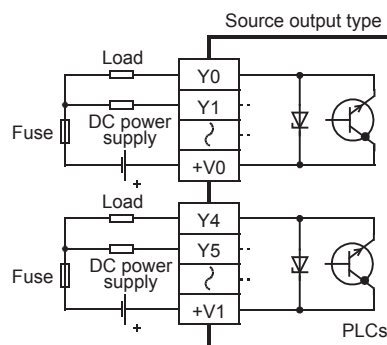 Source output type
Load
Y0
Y1
DC power
supply
Fuse
+V0
+
Load
Y4
Y5
DC power
supply
Fuse
+V1
+
PLCs